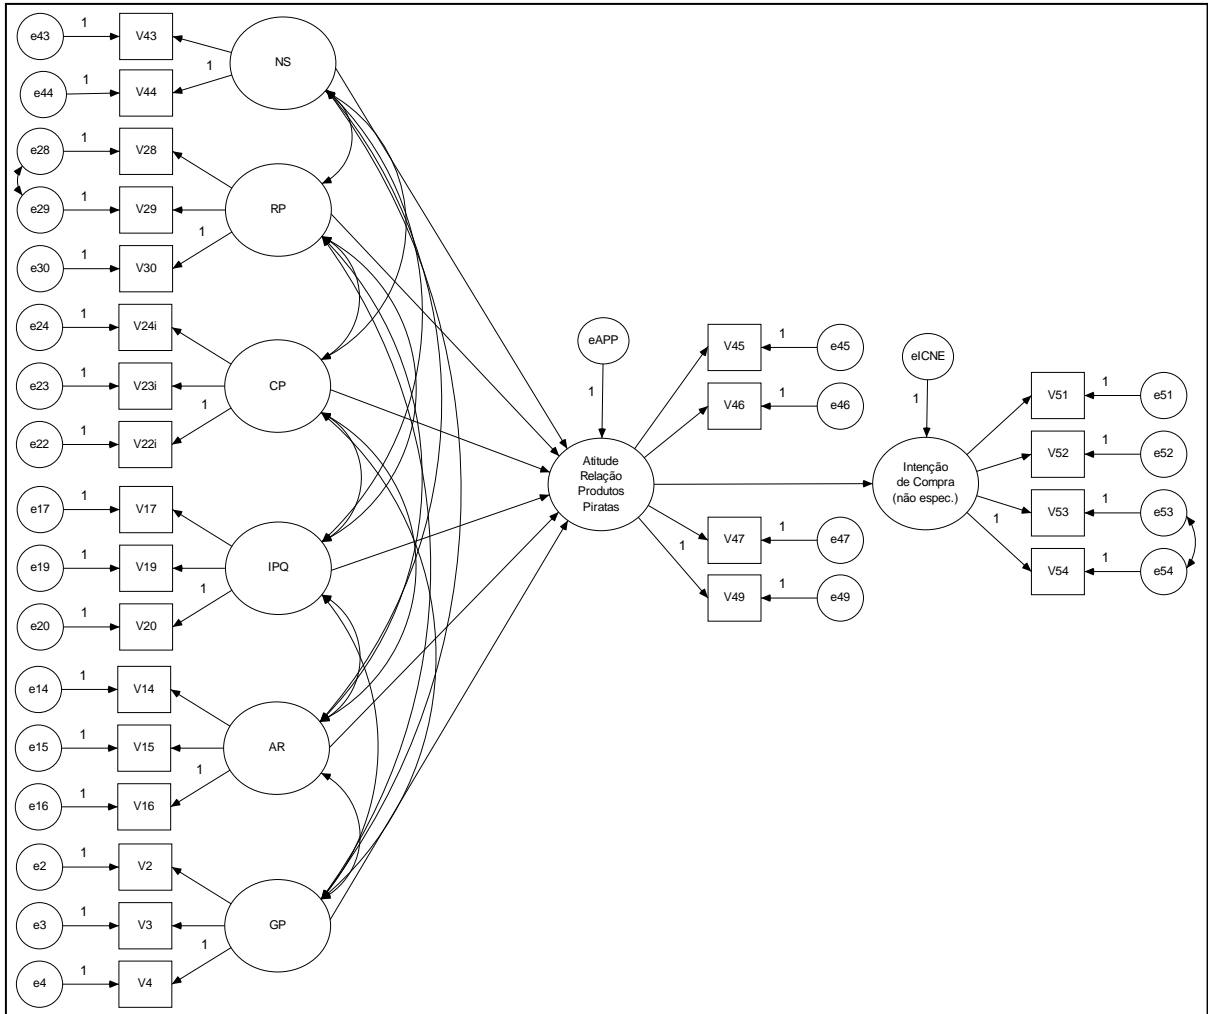 e43
1
V43
NS
1
e44
1
V44
e28
1
V28
e29
1
V29
RP
1
e30
1
V30
e24
1
V24i
e23
1
V23i
CP
1
e22
1
V22i
e17
1
V17
e19
1
V19
IPQ
1
e20
1
V20
e14
1
V14
e15
1
V15
AR
1
e16
1
V16
e2
1
V2
e3
1
V3
GP
1
e4
1
V4
eAPP
1
Atitude
Relação
Produtos
Piratas
V45
1
e45
V46
1
e46
V47
1
e47
1
V49
1
e49
eICNE
1
Intenção
de Compra
(não espec.)
V51
1
e51
V52
1
e52
V53
1
e53
1
V54
1
e54